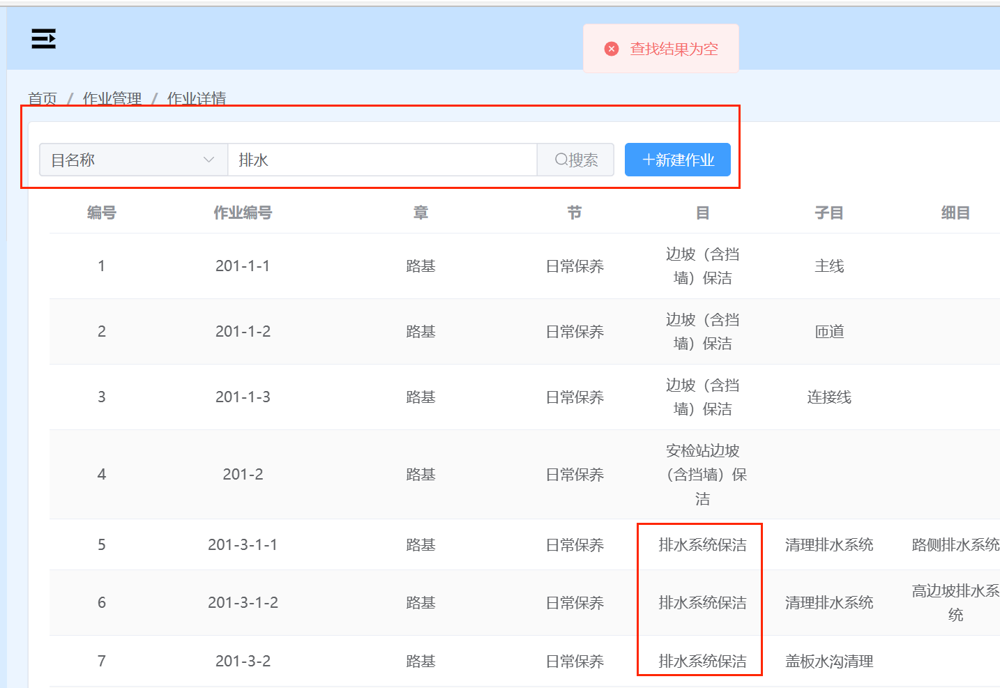 查找结果为空
首页 / 作业管理 / 作业详情
目名称 排水 搜索 +新建作业
编号 作业编号 章 节 目 子目 细目
1 201-1-1 路基 日常保养 边坡（含挡 主线
墙）保洁
2 201-1-2 路基 日常保养 边坡（含挡 匝道
墙）保洁
3 201-1-3 路基 日常保养 边坡（含挡 连接线
墙）保洁
安检站边坡
4 201-2 路基 日常保养 （含挡墙）保
洁
5 201-3-1-1 路基 日常保养 排水系统保洁 清理排水系统 路侧排水系统
6 201-3-1-2 路基 日常保养 排水系统保洁 清理排水系统 高边坡排水系
统
7 201-3-2 路基 日常保养 排水系统保洁 盖板水沟清理